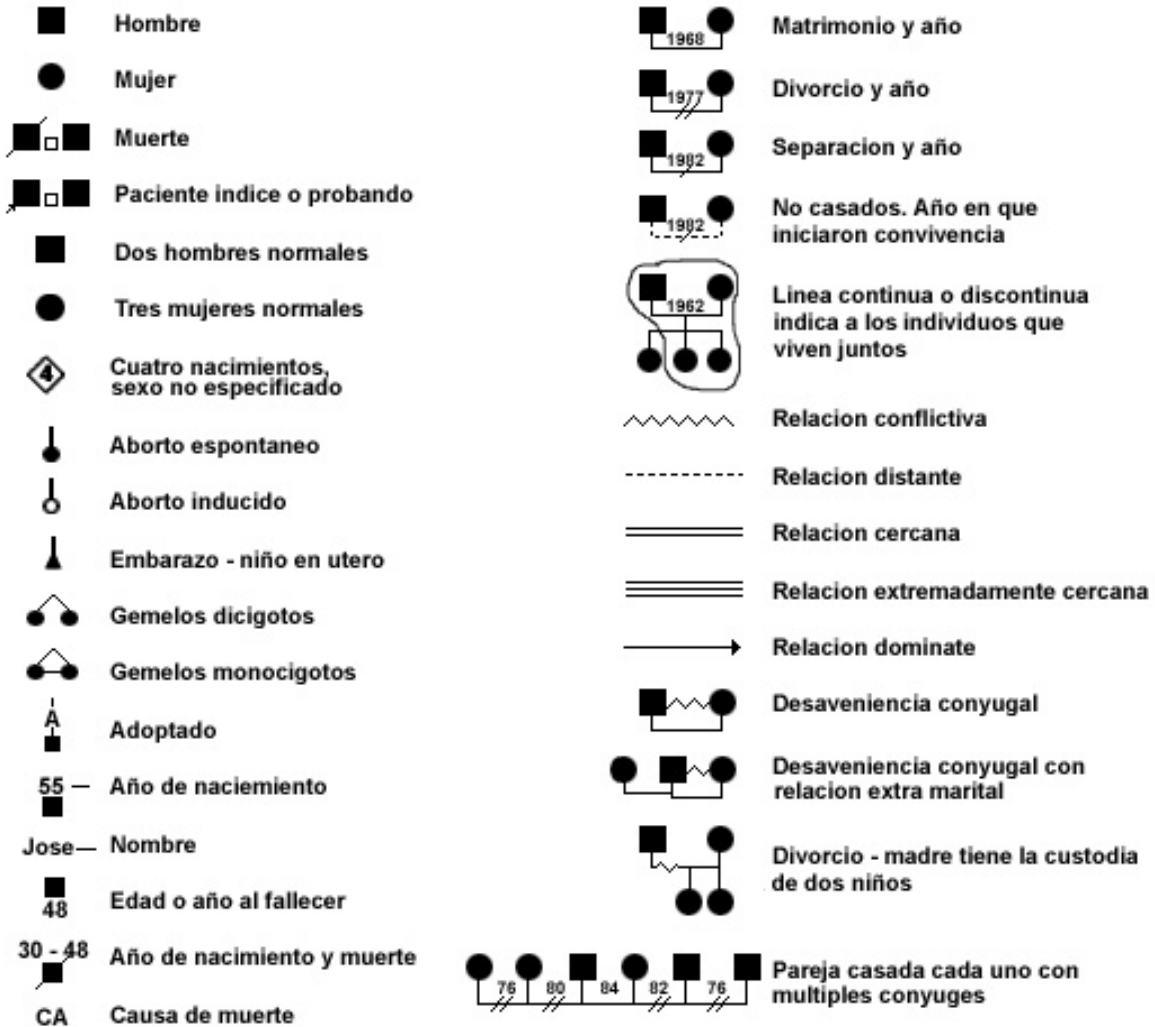 Hombre
Mujer
Muerte
Paciente indice o probando
Dos hombres normales
Tres mujeres normales
4
Cuatro nacimientos,
sexo no especificado
Aborto espontaneo
Aborto inducido
Embarazo - niño en utero
Gemelos dicigotos
Gemelos monocigotos
A
Adoptado
55 — Año de naciemiento
Jose — Nombre
48
Edad o año al fallecer
30 - 48
Año de nacimiento y muerte
CA
Causa de muerte
1968
Matrimonio y año
1977
Divorcio y año
1982
Separacion y año
1982
No casados. Año en que
iniciaron convivencia
1962
Linea continua o discontinua
indica a los individuos que
viven juntos
Relacion conflictiva
Relacion distante
Relacion cercana
Relacion extremadamente cercana
Relacion dominate
Desaveniencia conyugal
Desaveniencia conyugal con
relacion extra marital
Divorcio - madre tiene la custodia
de dos niños
76 80 84 82 76
Pareja casada cada uno con
multiples conyuges